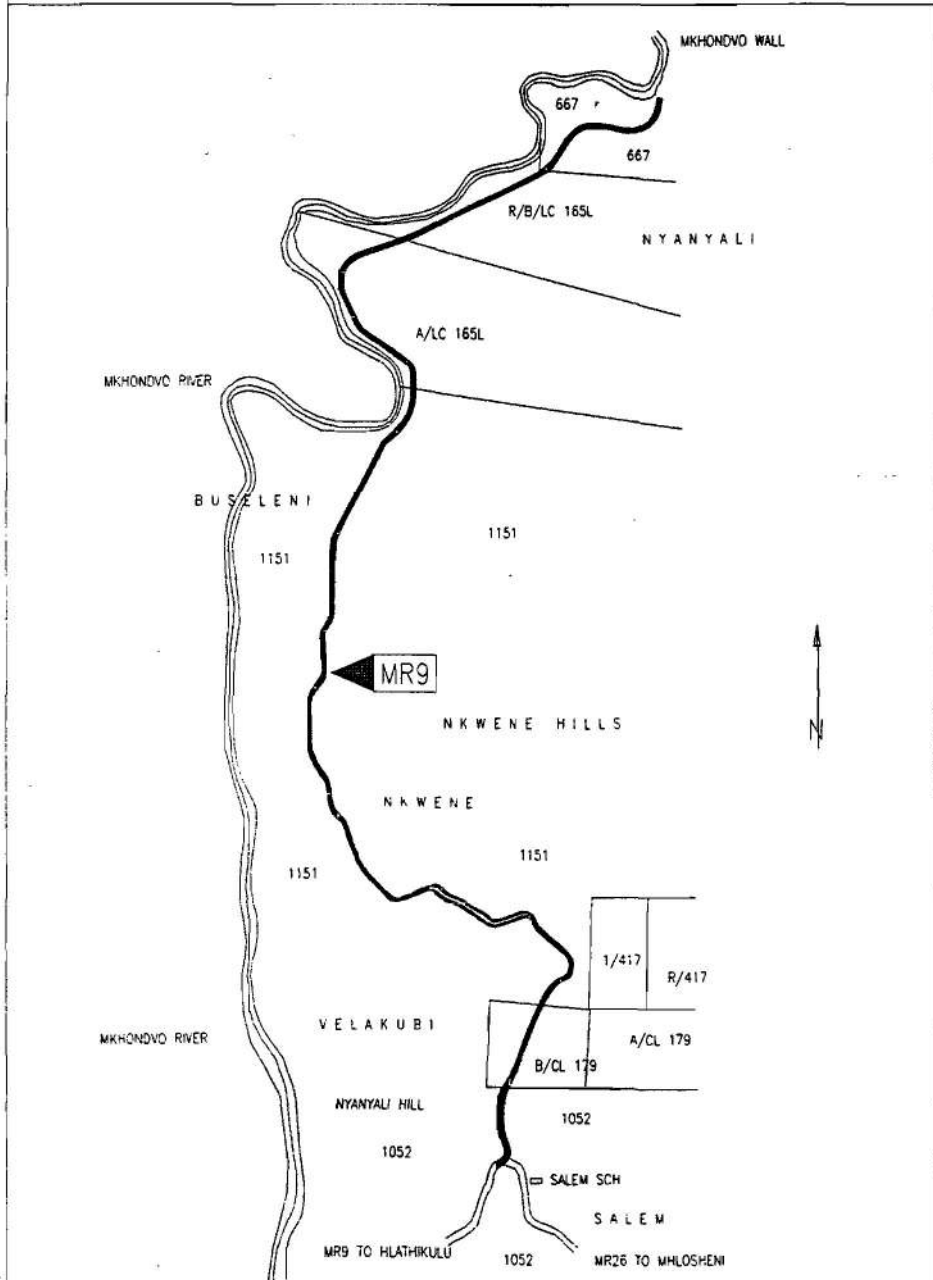 MKHONDVO WALL
667
667
R/B/LC 165L
NYANYALI
A/LC 165L
MKHONDVO RIVER
BUSELENI
1151
1151
MR9
NKWENE HILLS
N
NKWENE
1151
1151
1/417
R/417
VELAKUBI
MKHONDVO RIVER
A/CL 179
B/CL 179
NYANYALI HILL
1052
1052
SALEM SCH
SALEM
MR9 TO HLATHIKULU
1052
MR26 TO MHLOSHENI